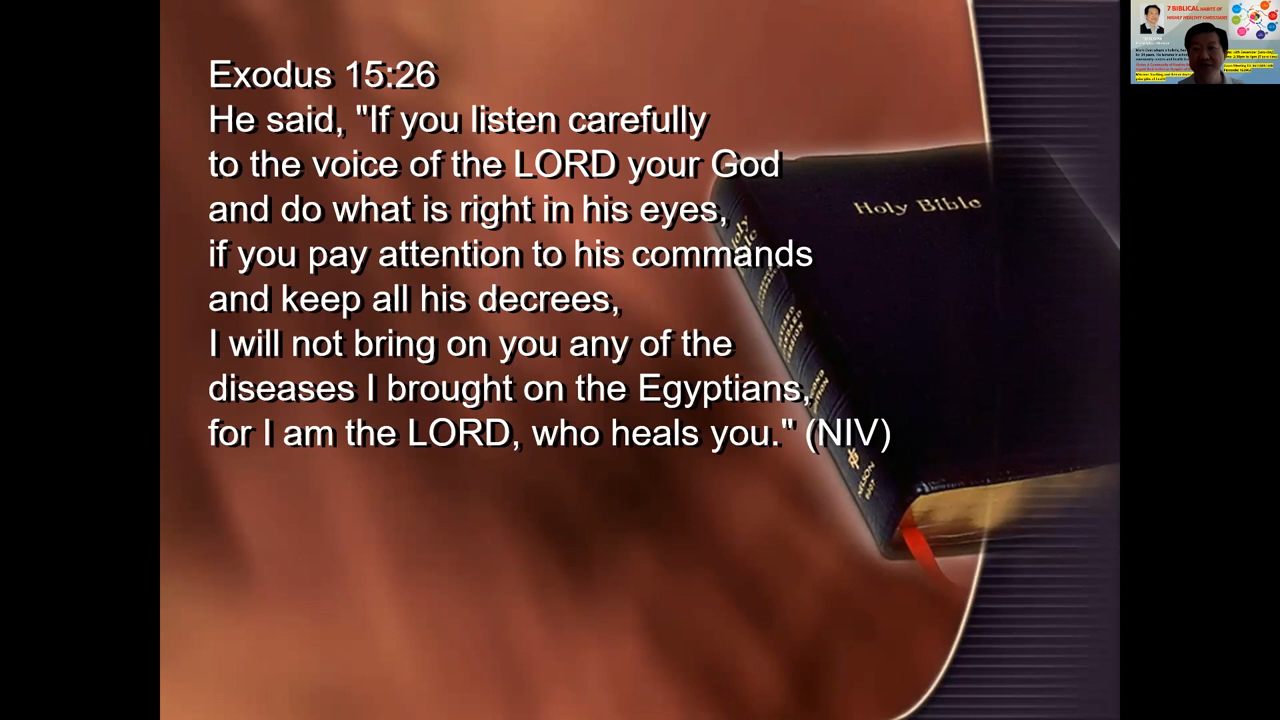 Exodus 15:26
He said, "If you listen carefully
to the voice of the LORD your God
and do what is right in his eyes,
if you pay attention to his commands
and keep all his decrees,
I will not bring on you any of the
diseases I brought on the Egyptians,
for I am the LORD, who heals you." (NIV)
Holy Bible
NELSON
7 BIBLICAL HABITS OF
HIGHLY HEALTHY CHRISTIANS